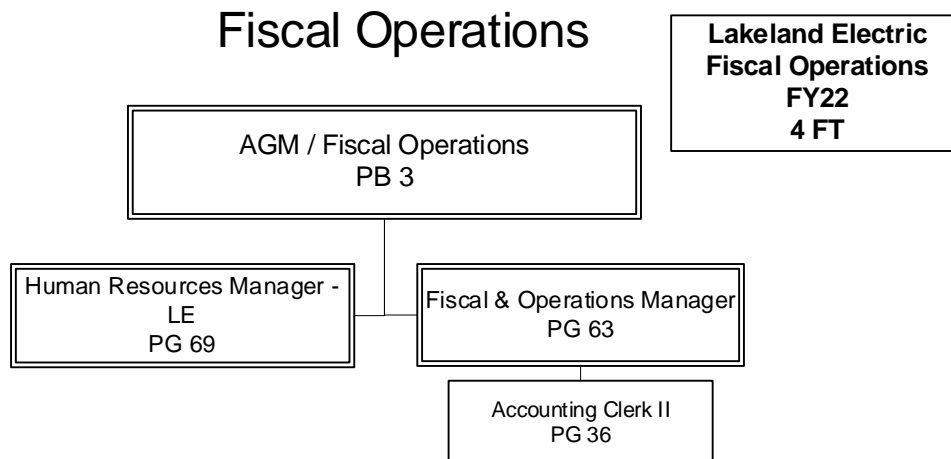 Fiscal Operations
Lakeland Electric
Fiscal Operations
FY22
4 FT
AGM / Fiscal Operations
PB 3
Human Resources Manager -
LE
PG 69
Fiscal & Operations Manager
PG 63
Accounting Clerk II
PG 36